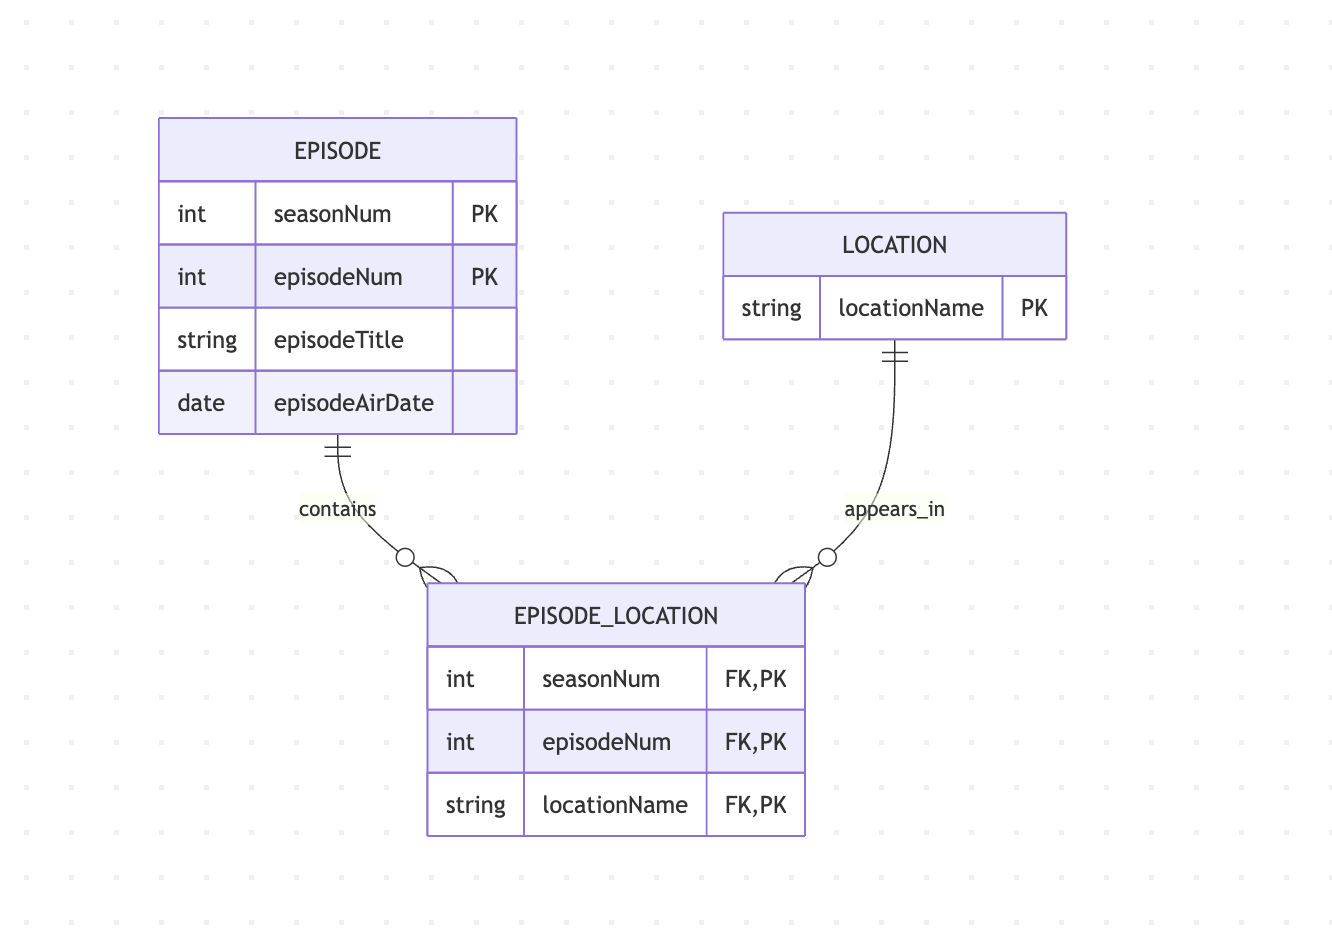 EPISODE
int seasonNum PK
int episodeNum PK
string episodeTitle
date episodeAirDate
LOCATION
string locationName PK
contains
appears_in
EPISODE_LOCATION
int seasonNum FK,PK
int episodeNum FK,PK
string locationName FK,PK